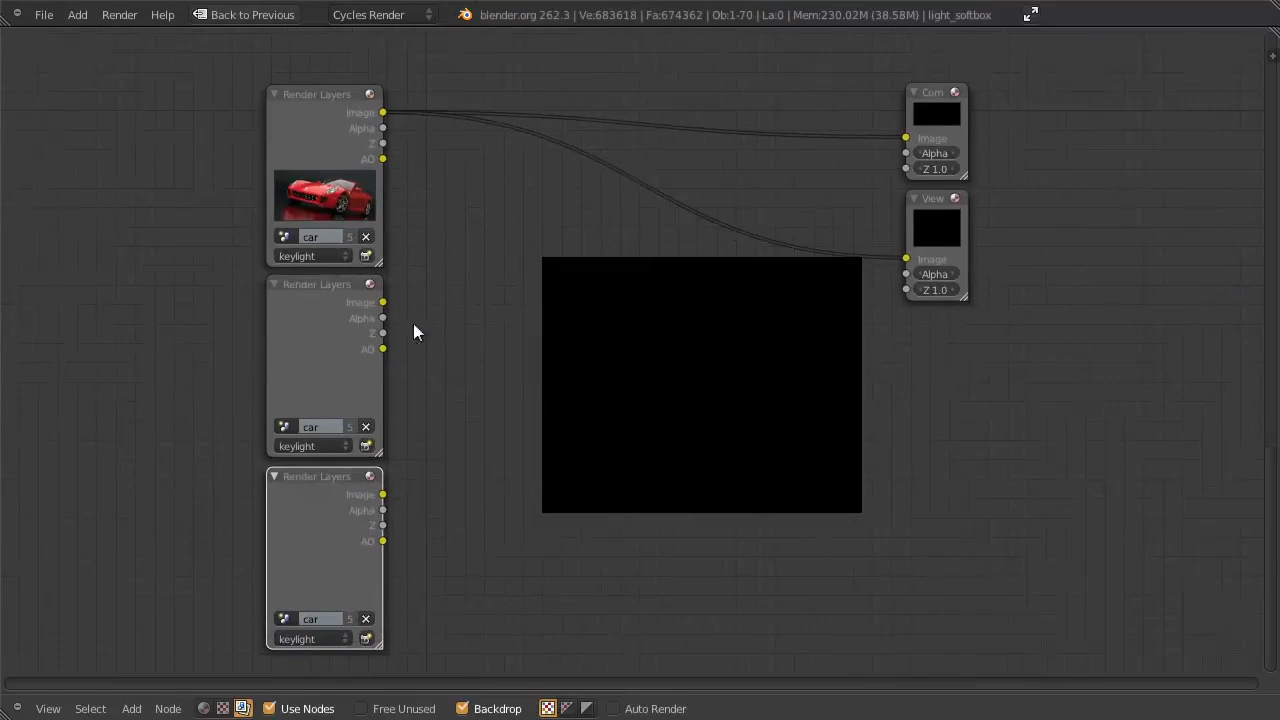 File Add Render Help Back to Previous Cycles Render blender.org 262.3 | Ve:683618 | Fa:674362 | Ob:1-70 | La:0 | Mem:230.02M (38.58M) | light_softbox
Render Layers
Image
Alpha
Z
AO
car 5
keylight
Render Layers
Image
Alpha
Z
AO
car 5
keylight
Render Layers
Image
Alpha
Z
AO
car 5
keylight
Com
Image
Alpha
Z 1.0
View
Image
Alpha
Z 1.0
View Select Add Node Use Nodes Free Unused Backdrop Auto Render